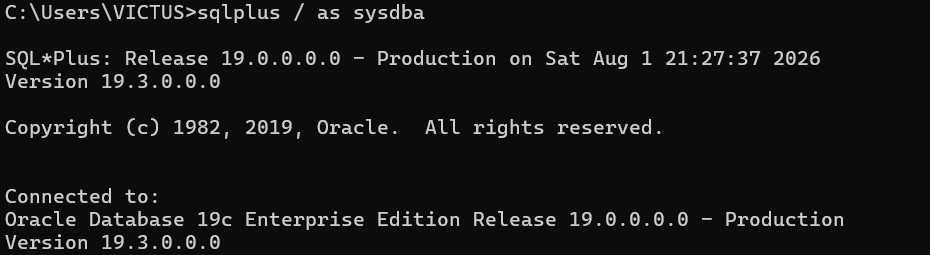 C:\Users\VICTUS>sqlplus / as sysdba
SQL*Plus: Release 19.0.0.0.0 - Production on Sat Aug 1 21:27:37 2026
Version 19.3.0.0.0
Copyright (c) 1982, 2019, Oracle.  All rights reserved.
Connected to:
Oracle Database 19c Enterprise Edition Release 19.0.0.0.0 - Production
Version 19.3.0.0.0